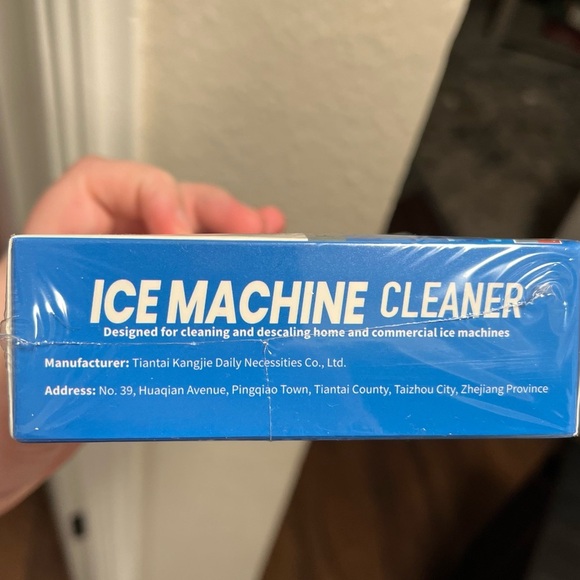 ICE MACHINE CLEANER
Designed for cleaning and descaling home and commercial ice machines
Manufacturer: Tiantai Kangjie Daily Necessities Co., Ltd.
Address: No. 39, Huaqian Avenue, Pingqiao Town, Tiantai County, Taizhou City, Zhejiang Province